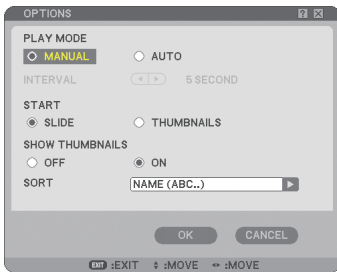 OPTIONS
PLAY MODE
MANUAL AUTO
INTERVAL 5 SECOND
START
SLIDE THUMBNAILS
SHOW THUMBNAILS
OFF ON
SORT NAME (ABC..)
OK CANCEL
EXIT :EXIT :MOVE :MOVE